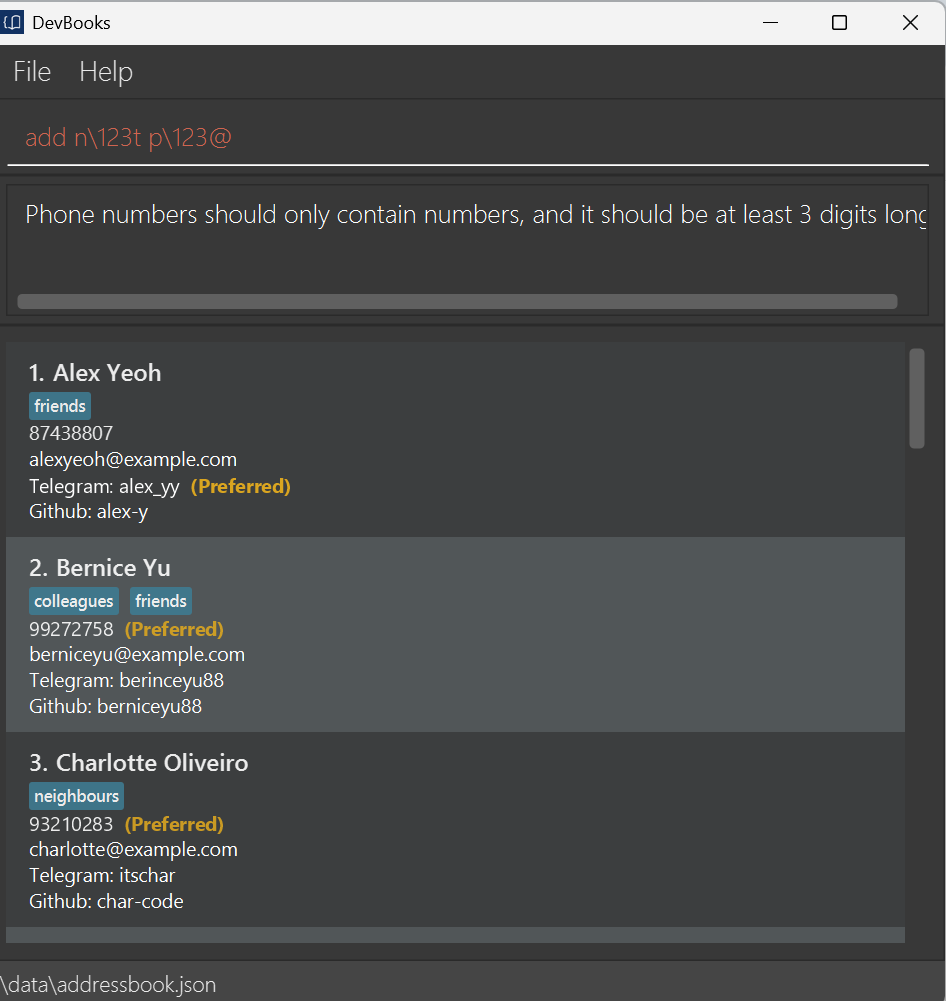 DevBooks
File Help
add n\123t p\123@
Phone numbers should only contain numbers, and it should be at least 3 digits long
1. Alex Yeoh
friends
87438807
alexyeoh@example.com
Telegram: alex_yy (Preferred)
Github: alex-y
2. Bernice Yu
colleagues friends
99272758 (Preferred)
berniceyu@example.com
Telegram: berinceyu88
Github: berniceyu88
3. Charlotte Oliveiro
neighbours
93210283 (Preferred)
charlotte@example.com
Telegram: itschar
Github: char-code
\data\addressbook.json